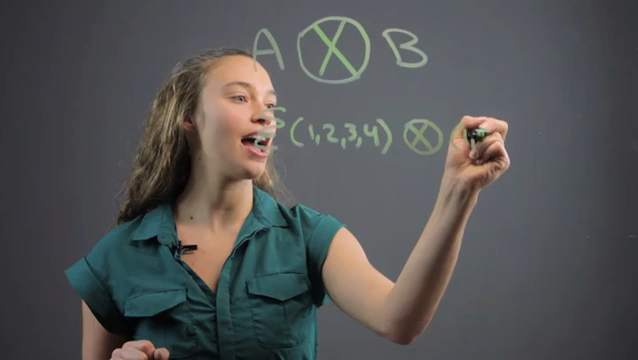 A ⊗ B
(1,2,3,4) ⊗